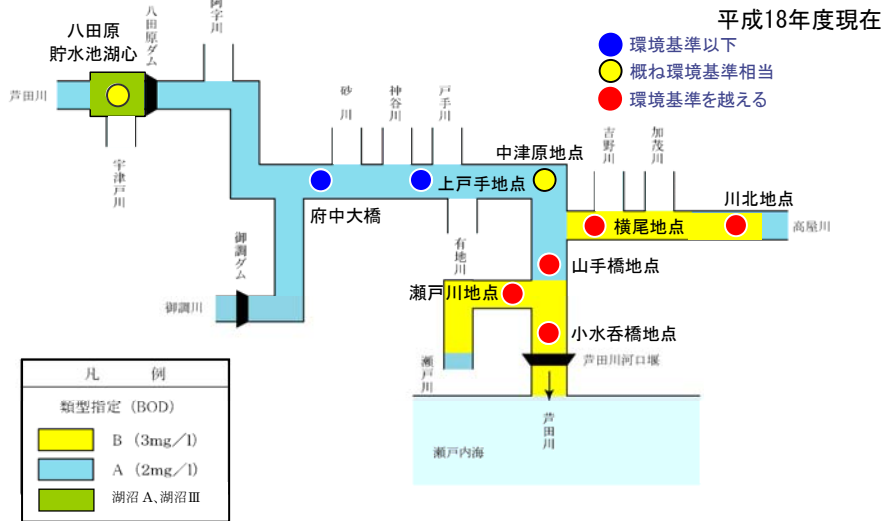 平成18年度現在
環境基準以下
概ね環境基準相当
環境基準を越える
八田原
貯水池湖心
八田原ダム
阿字川
芦田川
宇津戸川
砂川
神谷川
戸手川
中津原地点
吉野川
加茂川
川北地点
上戸手地点
府中大橋
横尾地点
高屋川
有地川
御調ダム
山手橋地点
瀬戸川地点
御調川
小水呑橋地点
芦田川河口堰
瀬戸川
芦田川
瀬戸内海
凡 例
類型指定(BOD)
B (3mg/l)
A (2mg/l)
湖沼A、湖沼Ⅲ